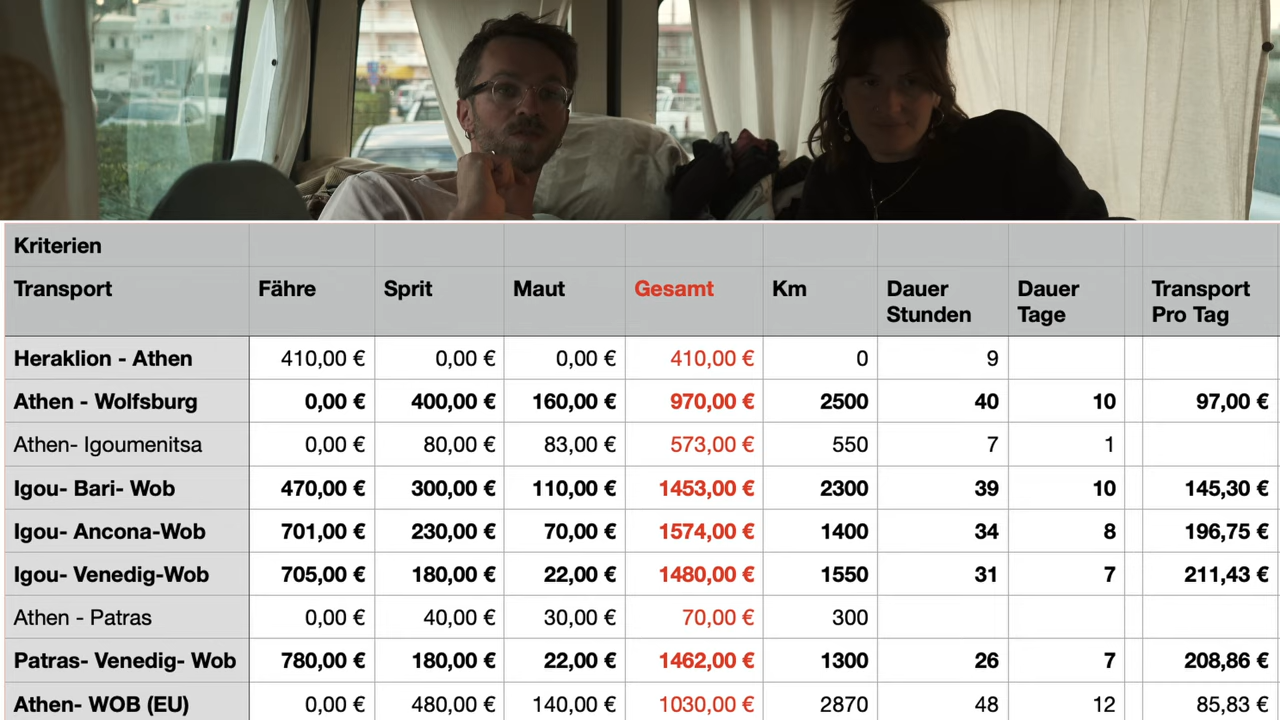 Kriterien
Transport Fähre Sprit Maut Gesamt Km Dauer Stunden Dauer Tage Transport Pro Tag
Heraklion - Athen 410,00 € 0,00 € 0,00 € 410,00 € 0 9
Athen - Wolfsburg 0,00 € 400,00 € 160,00 € 970,00 € 2500 40 10 97,00 €
Athen- Igoumenitsa 0,00 € 80,00 € 83,00 € 573,00 € 550 7 1
Igou- Bari- Wob 470,00 € 300,00 € 110,00 € 1453,00 € 2300 39 10 145,30 €
Igou- Ancona-Wob 701,00 € 230,00 € 70,00 € 1574,00 € 1400 34 8 196,75 €
Igou- Venedig-Wob 705,00 € 180,00 € 22,00 € 1480,00 € 1550 31 7 211,43 €
Athen - Patras 0,00 € 40,00 € 30,00 € 70,00 € 300
Patras- Venedig- Wob 780,00 € 180,00 € 22,00 € 1462,00 € 1300 26 7 208,86 €
Athen- WOB (EU) 0,00 € 480,00 € 140,00 € 1030,00 € 2870 48 12 85,83 €